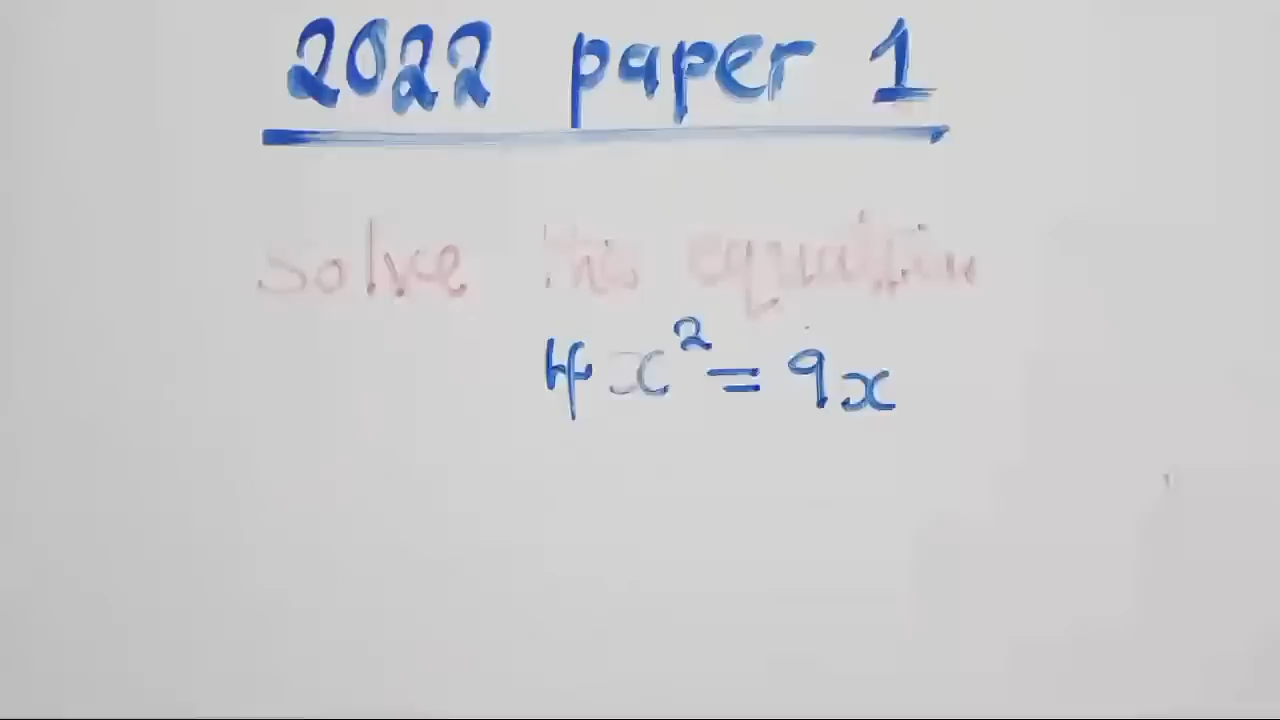 2022 paper 1
solve the equation
4x² = 9x